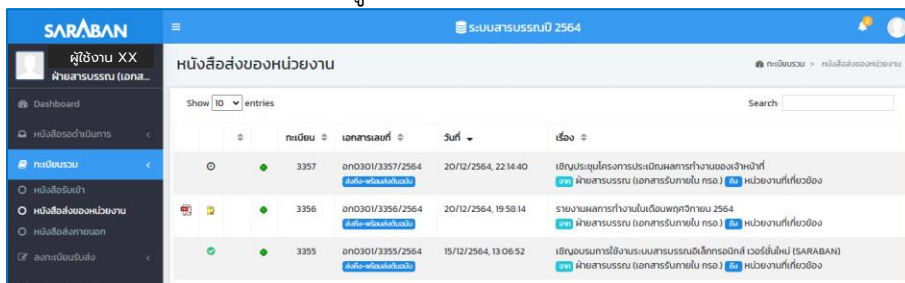 SARABAN
ระบบสารบรรณปี 2564
ผู้ใช้งาน XX
ฝ่ายสารบรรณ (เอกส...
หนังสือส่งของหน่วยงาน
ทะเบียนรวม > หนังสือส่งของหน่วยงาน
Dashboard
หนังสือรอดำเนินการ
ทะเบียนรวม
หนังสือรับเข้า
หนังสือส่งของหน่วยงาน
หนังสือส่งภายนอก
ลงทะเบียนรับส่ง
Show 10 entries
Search:
ทะเบียน เอกสารเลขที่ วันที่ เรื่อง
3357 อก0301/3357/2564 20/12/2564, 22:14:40 เชิญประชุมโครงการประเมินผลการทำงานของเจ้าหน้าที่
ส่งถึง-พร้อมส่งต้นฉบับ จาก ฝ่ายสารบรรณ (เอกสารรับภายใน กรอ.) ถึง หน่วยงานที่เกี่ยวข้อง
3356 อก0301/3356/2564 20/12/2564, 19:58:14 รายงานผลการทำงานในเดือนพฤศจิกายน 2564
ส่งถึง-พร้อมส่งต้นฉบับ จาก ฝ่ายสารบรรณ (เอกสารรับภายใน กรอ.) ถึง หน่วยงานที่เกี่ยวข้อง
3355 อก0301/3355/2564 15/12/2564, 13:06:52 เชิญอบรมการใช้งานระบบสารบรรณอิเล็กทรอนิกส์ เวอร์ชั่นใหม่ (SARABAN)
ส่งถึง-พร้อมส่งต้นฉบับ จาก ฝ่ายสารบรรณ (เอกสารรับภายใน กรอ.) ถึง หน่วยงานที่เกี่ยวข้อง